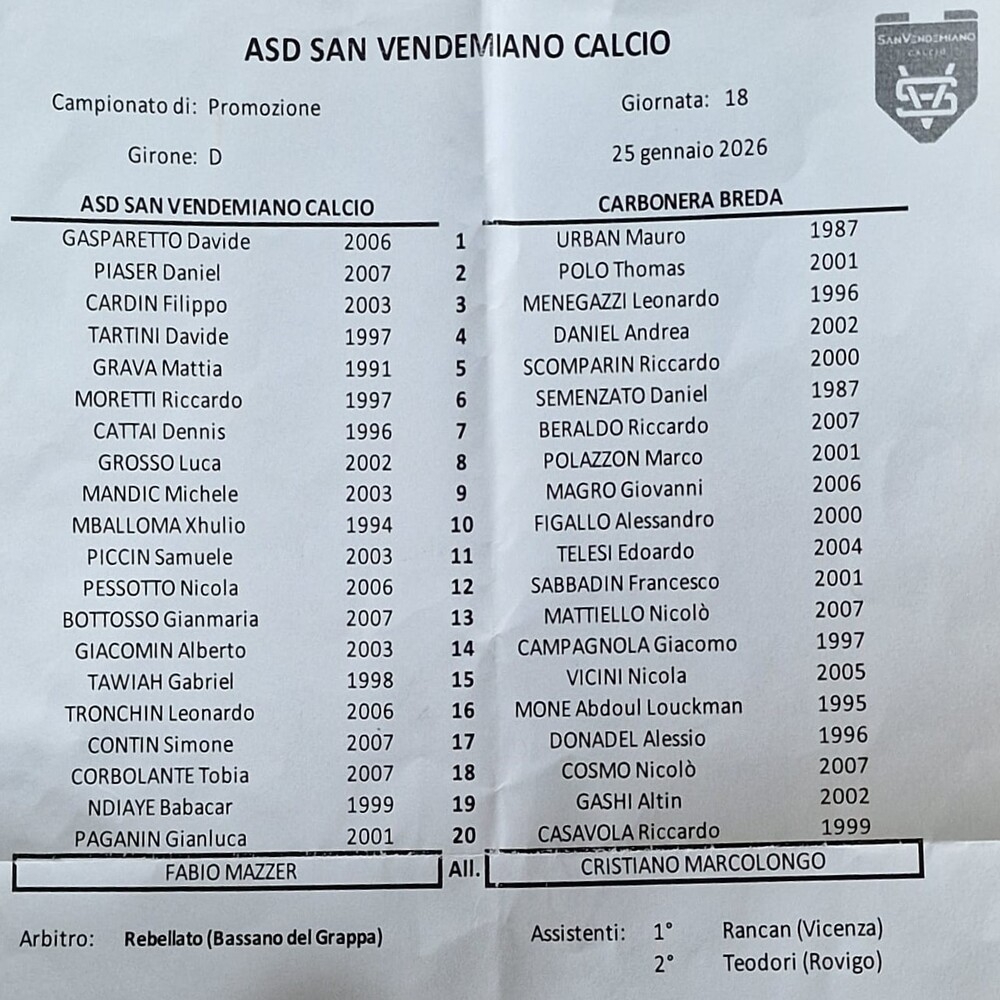 ASD SAN VENDEMIANO CALCIO
SANVENDEMIANO
CALCIO
Campionato di: Promozione Giornata: 18
Girone: D 25 gennaio 2026
ASD SAN VENDEMIANO CALCIO CARBONERA BREDA
GASPARETTO Davide 2006 1 URBAN Mauro 1987
PIASER Daniel 2007 2 POLO Thomas 2001
CARDIN Filippo 2003 3 MENEGAZZI Leonardo 1996
TARTINI Davide 1997 4 DANIEL Andrea 2002
GRAVA Mattia 1991 5 SCOMPARIN Riccardo 2000
MORETTI Riccardo 1997 6 SEMENZATO Daniel 1987
CATTAI Dennis 1996 7 BERALDO Riccardo 2007
GROSSO Luca 2002 8 POLAZZON Marco 2001
MANDIC Michele 2003 9 MAGRO Giovanni 2006
MBALLOMA Xhulio 1994 10 FIGALLO Alessandro 2000
PICCIN Samuele 2003 11 TELESI Edoardo 2004
PESSOTTO Nicola 2006 12 SABBADIN Francesco 2001
BOTTOSSO Gianmaria 2007 13 MATTIELLO Nicolò 2007
GIACOMIN Alberto 2003 14 CAMPAGNOLA Giacomo 1997
TAWIAH Gabriel 1998 15 VICINI Nicola 2005
TRONCHIN Leonardo 2006 16 MONE Abdoul Louckman 1995
CONTIN Simone 2007 17 DONADEL Alessio 1996
CORBOLANTE Tobia 2007 18 COSMO Nicolò 2007
NDIAYE Babacar 1999 19 GASHI Altin 2002
PAGANIN Gianluca 2001 20 CASAVOLA Riccardo 1999
FABIO MAZZER All. CRISTIANO MARCOLONGO
Arbitro: Rebellato (Bassano del Grappa) Assistenti: 1° Rancan (Vicenza)
2° Teodori (Rovigo)